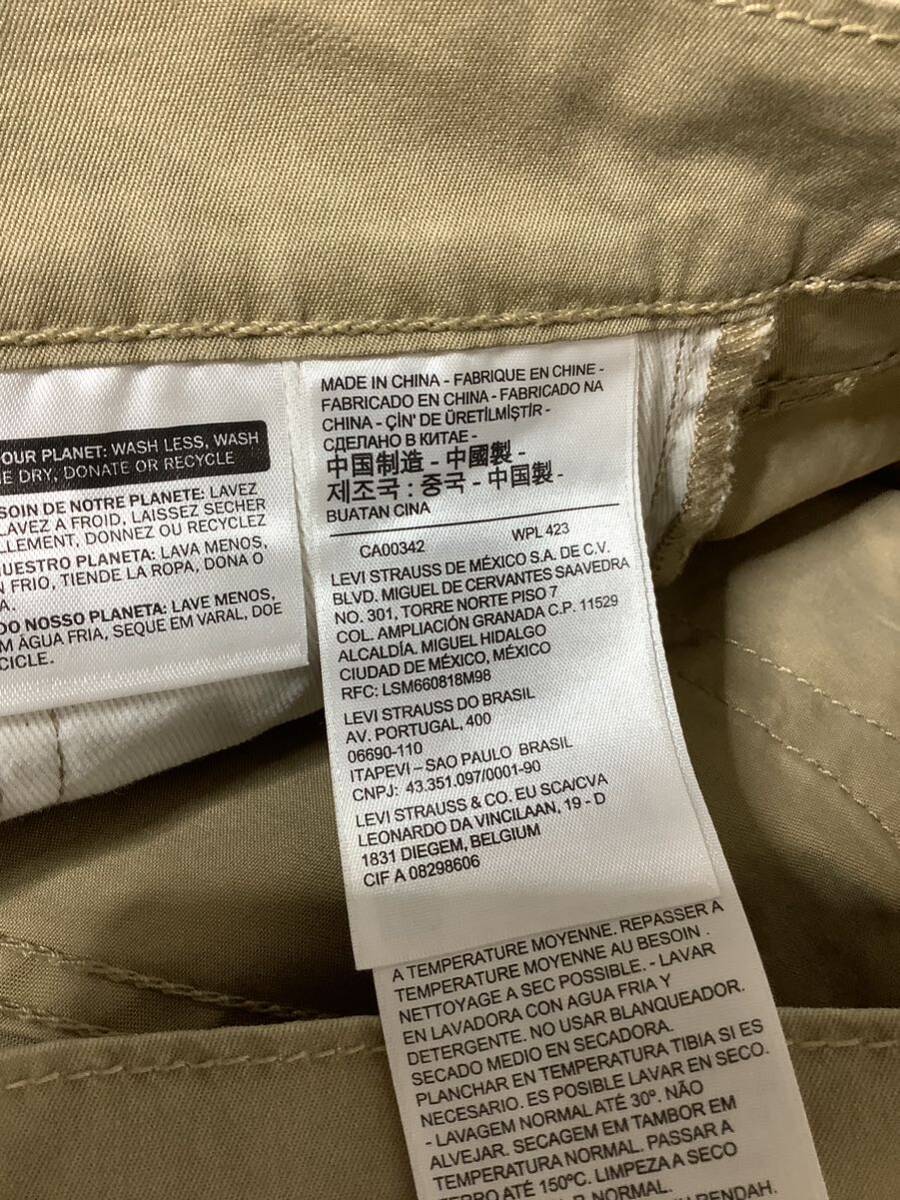 OUR PLANET: WASH LESS, WASH
E DRY, DONATE OR RECYCLE
SOIN DE NOTRE PLANETE: LAVEZ
LAVEZ A FROID, LAISSEZ SECHER
LLEMENT, DONNEZ OU RECYCLEZ
NUESTRO PLANETA: LAVA MENOS,
N FRIO, TIENDE LA ROPA, DONA O
A.
DO NOSSO PLANETA: LAVE MENOS,
M ÁGUA FRIA, SEQUE EM VARAL, DOE
CICLE.
MADE IN CHINA - FABRIQUE EN CHINE -
FABRICADO EN CHINA - FABRICADO NA
CHINA - ÇİN' DE ÜRETİLMİŞTİR -
СДЕЛАНО В КИТАЕ -
中国制造 - 中國製 -
제조국 : 중국 - 中国製 -
BUATAN CINA
CA00342 WPL 423
LEVI STRAUSS DE MÉXICO S.A. DE C.V.
BLVD. MIGUEL DE CERVANTES SAAVEDRA
NO. 301, TORRE NORTE PISO 7
COL. AMPLIACIÓN GRANADA C.P. 11529
ALCALDÍA. MIGUEL HIDALGO
CIUDAD DE MÉXICO, MÉXICO
RFC: LSM660818M98
LEVI STRAUSS DO BRASIL
AV. PORTUGAL, 400
06690-110
ITAPEVI – SAO PAULO BRASIL
CNPJ: 43.351.097/0001-90
LEVI STRAUSS & CO. EU SCA/CVA
LEONARDO DA VINCILAAN, 19 - D
1831 DIEGEM, BELGIUM
CIF A 08298606
A TEMPERATURE MOYENNE. REPASSER A
TEMPERATURE MOYENNE AU BESOIN .
NETTOYAGE A SEC POSSIBLE. - LAVAR
EN LAVADORA CON AGUA FRIA Y
DETERGENTE. NO USAR BLANQUEADOR.
SECADO MEDIO EN SECADORA.
PLANCHAR EN TEMPERATURA TIBIA SI ES
NECESARIO. ES POSIBLE LAVAR EN SECO.
- LAVAGEM NORMAL ATÉ 30º. NÃO
ALVEJAR. SECAGEM EM TAMBOR EM
TEMPERATURA NORMAL. PASSAR A
FERRO ATÉ 150ºC. LIMPEZA A SECO
NORMAL.
RENDAH.